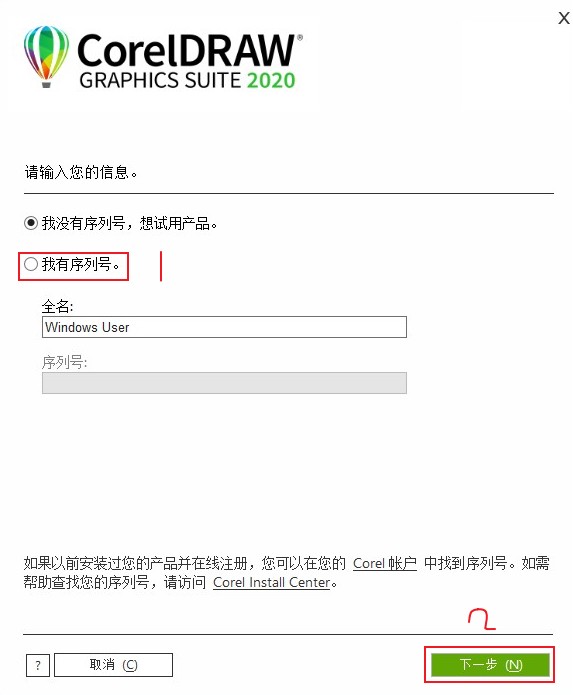 X
CorelDRAW®
GRAPHICS SUITE 2020
请输入您的信息。
我没有序列号，想试用产品。
我有序列号。
1
全名:
Windows User
序列号:
如果以前安装过您的产品并在线注册，您可以在您的 Corel 帐户 中找到序列号。如需
帮助查找您的序列号，请访问 Corel Install Center。
2
? 取消 (C) 下一步 (N)